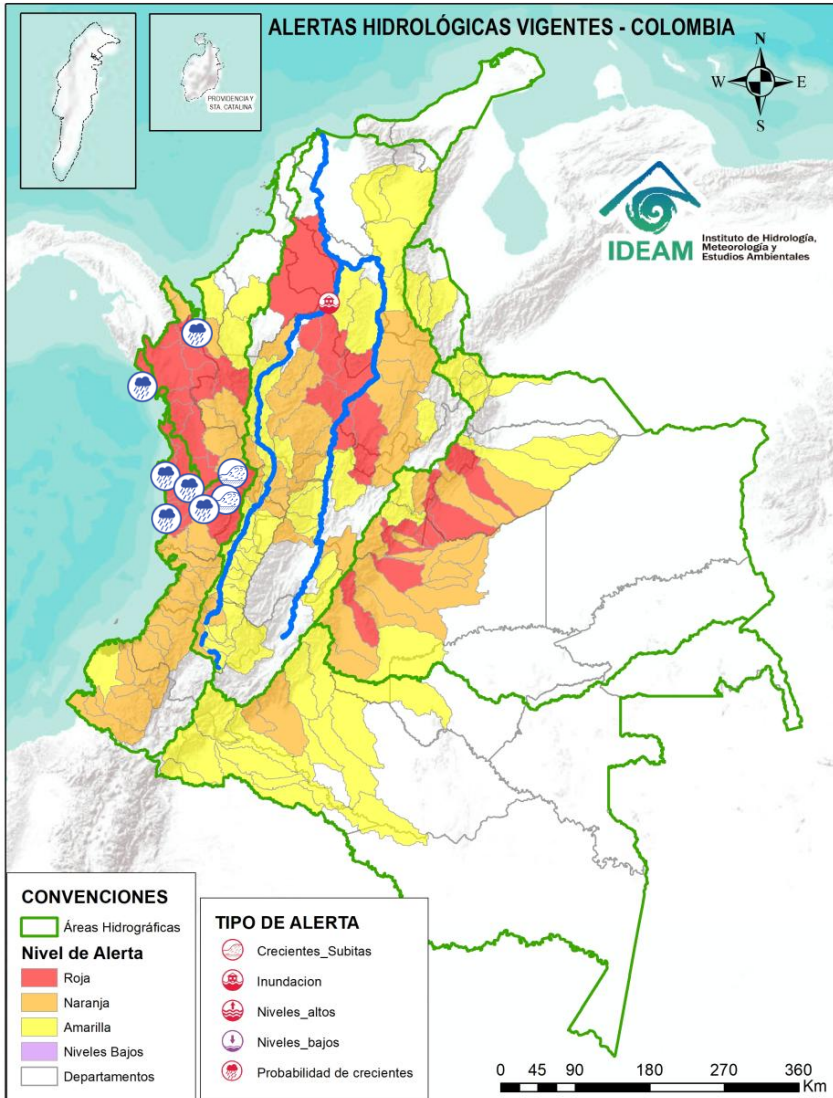 ALERTAS HIDROLÓGICAS VIGENTES - COLOMBIA
PROVIDENCIA Y
STA. CATALINA
N
W
E
S
IDEAM
Instituto de Hidrología,
Meteorología y
Estudios Ambientales
CONVENCIONES
Áreas Hidrográficas
Nivel de Alerta
Roja
Naranja
Amarilla
Niveles Bajos
Departamentos
TIPO DE ALERTA
Crecientes_Subitas
Inundacion
Niveles_altos
Niveles_bajos
Probabilidad de crecientes
0 45 90 180 270 360
Km